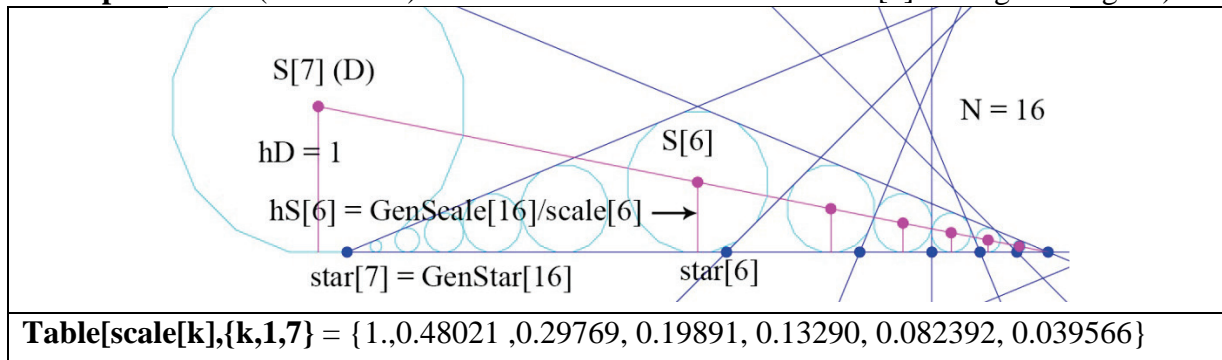 S[7] (D)
N = 16
S[6]
hD = 1
hS[6] = GenScale[16]/scale[6]
star[7] = GenStar[16]
star[6]
Table[scale[k],{k,1,7} = {1.,0.48021 ,0.29769, 0.19891, 0.13290, 0.082392, 0.039566}